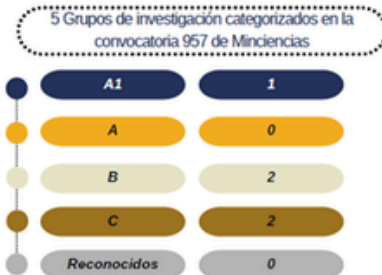 5 Grupos de investigación categorizados en la
convocatoria 957 de Minciencias
A1 1
A 0
B 2
C 2
Reconocidos 0